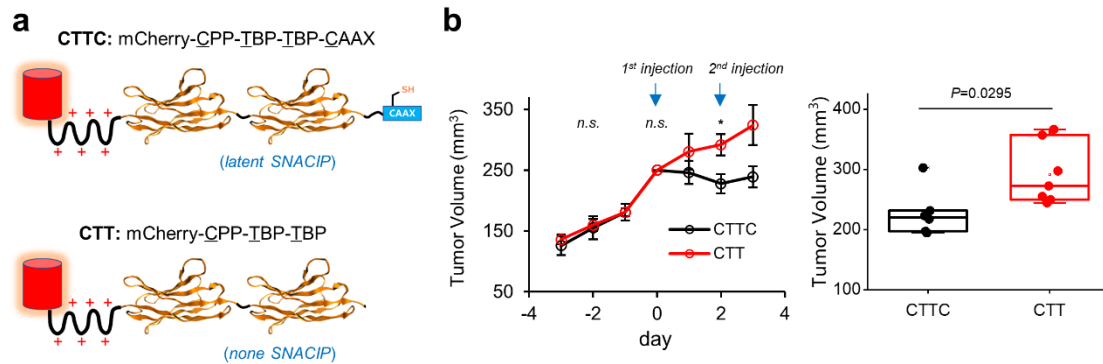 a
CTTC: mCherry-CPP-TBP-TBP-CAAX
+ + +
+ +
SH
CAAX
(latent SNACIP)
CTT: mCherry-CPP-TBP-TBP
+ + +
+ +
(none SNACIP)
b
1st injection 2nd injection
n.s. n.s. *
Tumor Volume (mm³)
350
250
150
50
-4 -2 0 2 4
day
CTTC
CTT
P=0.0295
Tumor Volume (mm³)
400
300
200
100
CTTC CTT